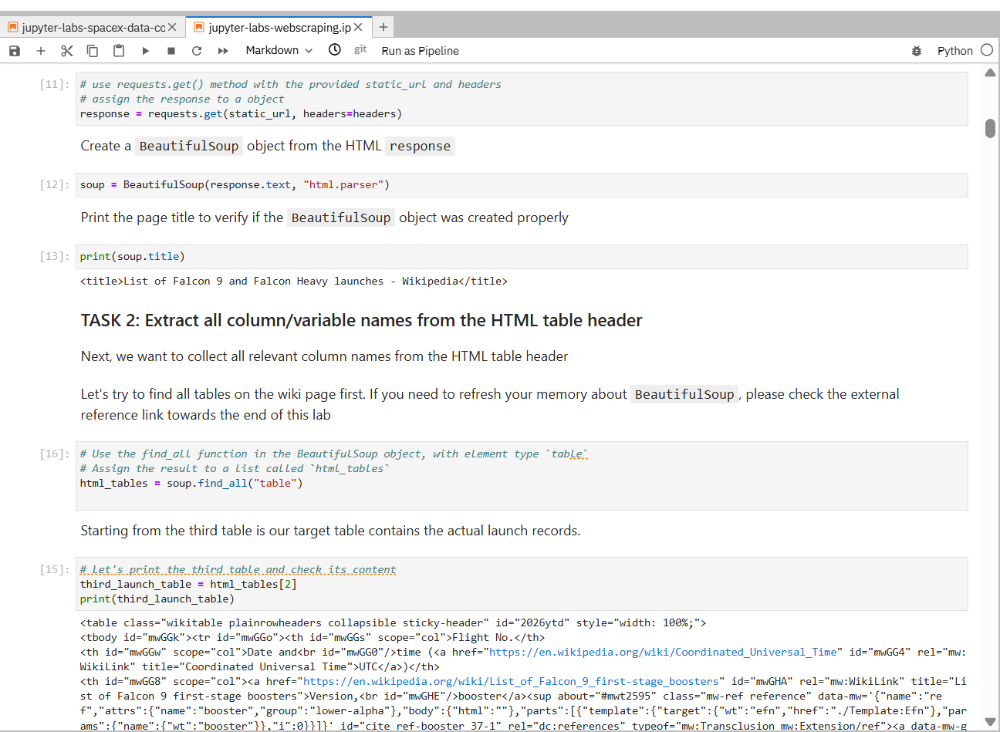 jupyter-labs-spacex-data-co
jupyter-labs-webscraping.ip
Markdown git Run as Pipeline Python
[11]: # use requests.get() method with the provided static_url and headers
# assign the response to a object
response = requests.get(static_url, headers=headers)
Create a BeautifulSoup object from the HTML response
[12]: soup = BeautifulSoup(response.text, "html.parser")
Print the page title to verify if the BeautifulSoup object was created properly
[13]: print(soup.title)
<title>List of Falcon 9 and Falcon Heavy launches - Wikipedia</title>
TASK 2: Extract all column/variable names from the HTML table header
Next, we want to collect all relevant column names from the HTML table header
Let's try to find all tables on the wiki page first. If you need to refresh your memory about BeautifulSoup, please check the external
reference link towards the end of this lab
[16]: # Use the find_all function in the BeautifulSoup object, with element type `table`
# Assign the result to a list called `html_tables`
html_tables = soup.find_all("table")
Starting from the third table is our target table contains the actual launch records.
[15]: # Let's print the third table and check its content
third_launch_table = html_tables[2]
print(third_launch_table)
<table class="wikitable plainrowheaders collapsible sticky-header" id="2026ytd" style="width: 100%;">
<tbody id="mwGGk"><tr id="mwGGo"><th id="mwGGs" scope="col">Flight No.</th>
<th id="mwGGw" scope="col">Date and<br id="mwGG0"/>time (<a href="https://en.wikipedia.org/wiki/Coordinated_Universal_Time" id="mwGG4" rel="mw:
WikiLink" title="Coordinated Universal Time">UTC</a>)</th>
<th id="mwGG8" scope="col"><a href="https://en.wikipedia.org/wiki/List_of_Falcon_9_first-stage_boosters" id="mwGHA" rel="mw:WikiLink" title="Li
st of Falcon 9 first-stage boosters">Version,<br id="mwGHE"/>booster</a><sup about="#mwt2595" class="mw-ref reference" data-mw='{"name":"re
f","attrs":{"name":"booster","group":"lower-alpha"},"body":{"html":""},"parts":[{"template":{"target":{"wt":"efn","href":"./Template:Efn"},"par
ams":{"name":{"wt":"booster"}},"i":0}}]}' id="cite_ref-booster_37-1" rel="dc:references" typeof="mw:Transclusion mw:Extension/ref"><a data-mw-g